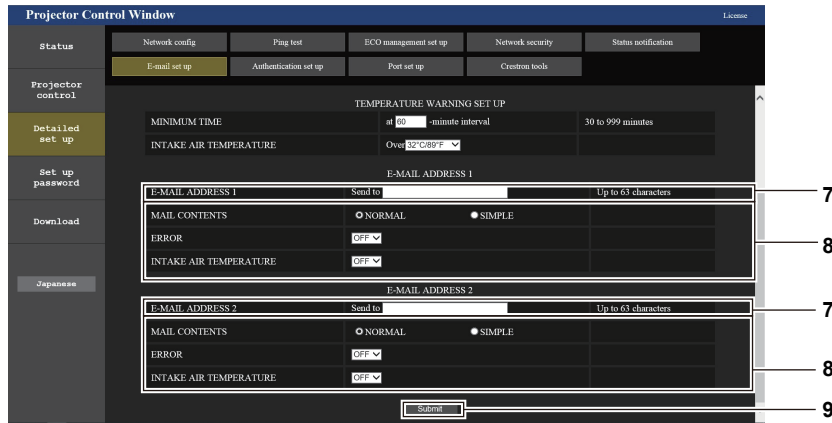 Projector Control Window License
Status
Network config Ping test ECO management set up Network security Status notification
E-mail set up Authentication set up Port set up Crestron tools
Projector
control
Detailed
set up
Set up
password
Download
Japanese
TEMPERATURE WARNING SET UP
MINIMUM TIME at 60 -minute interval 30 to 999 minutes
INTAKE AIR TEMPERATURE Over 32°C/89°F
E-MAIL ADDRESS 1
E-MAIL ADDRESS 1 Send to Up to 63 characters 7
MAIL CONTENTS NORMAL SIMPLE
ERROR OFF 8
INTAKE AIR TEMPERATURE OFF
E-MAIL ADDRESS 2
E-MAIL ADDRESS 2 Send to Up to 63 characters 7
MAIL CONTENTS NORMAL SIMPLE
ERROR OFF
INTAKE AIR TEMPERATURE OFF 8
Submit 9